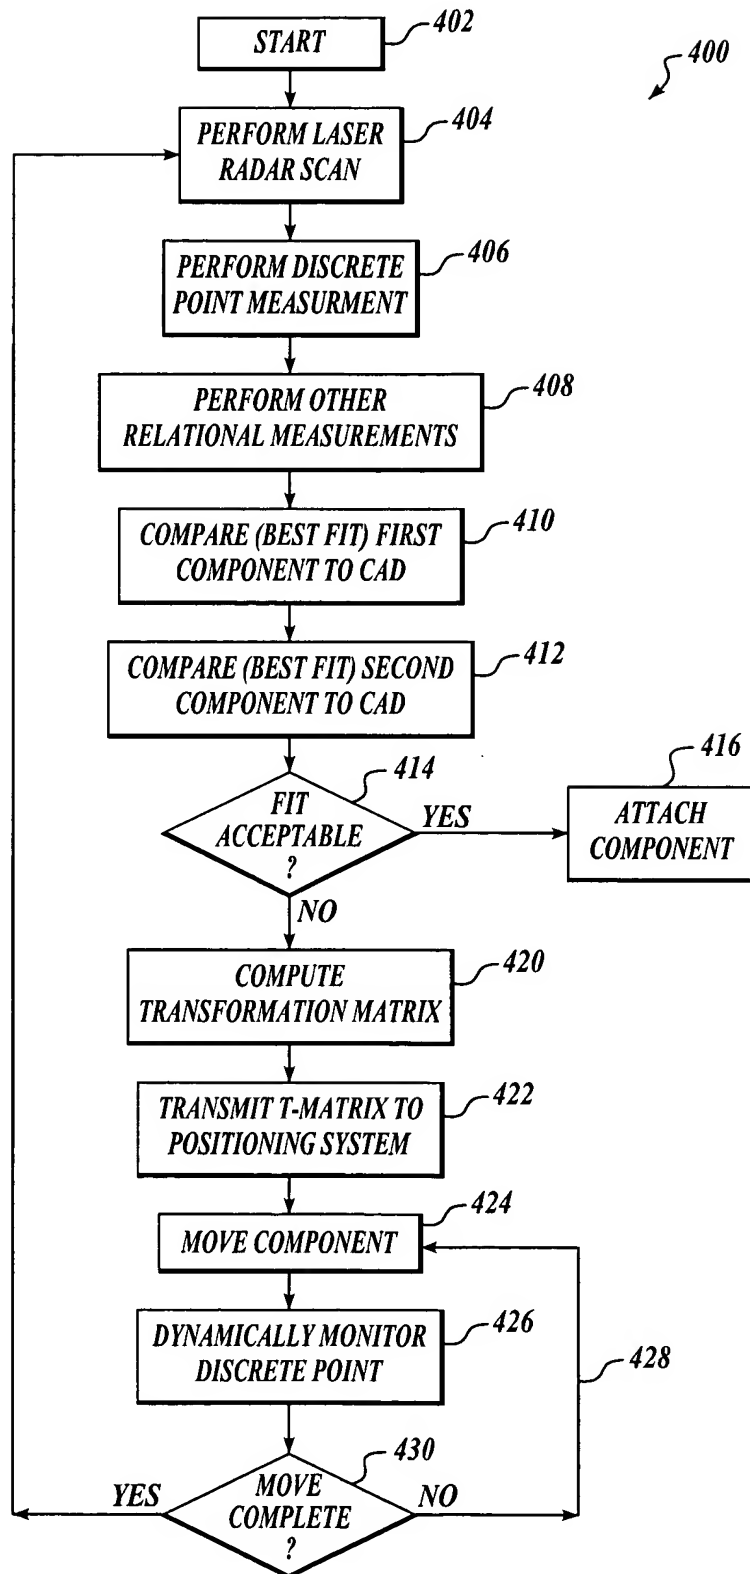 402
START
400
404
PERFORM LASER
RADAR SCAN
406
PERFORM DISCRETE
POINT MEASURMENT
408
PERFORM OTHER
RELATIONAL MEASUREMENTS
410
COMPARE (BEST FIT) FIRST
COMPONENT TO CAD
412
COMPARE (BEST FIT) SECOND
COMPONENT TO CAD
414
FIT
ACCEPTABLE
?
YES
416
ATTACH
COMPONENT
NO
420
COMPUTE
TRANSFORMATION MATRIX
422
TRANSMIT T-MATRIX TO
POSITIONING SYSTEM
424
MOVE COMPONENT
426
DYNAMICALLY MONITOR
DISCRETE POINT
428
430
YES
MOVE
COMPLETE
?
NO